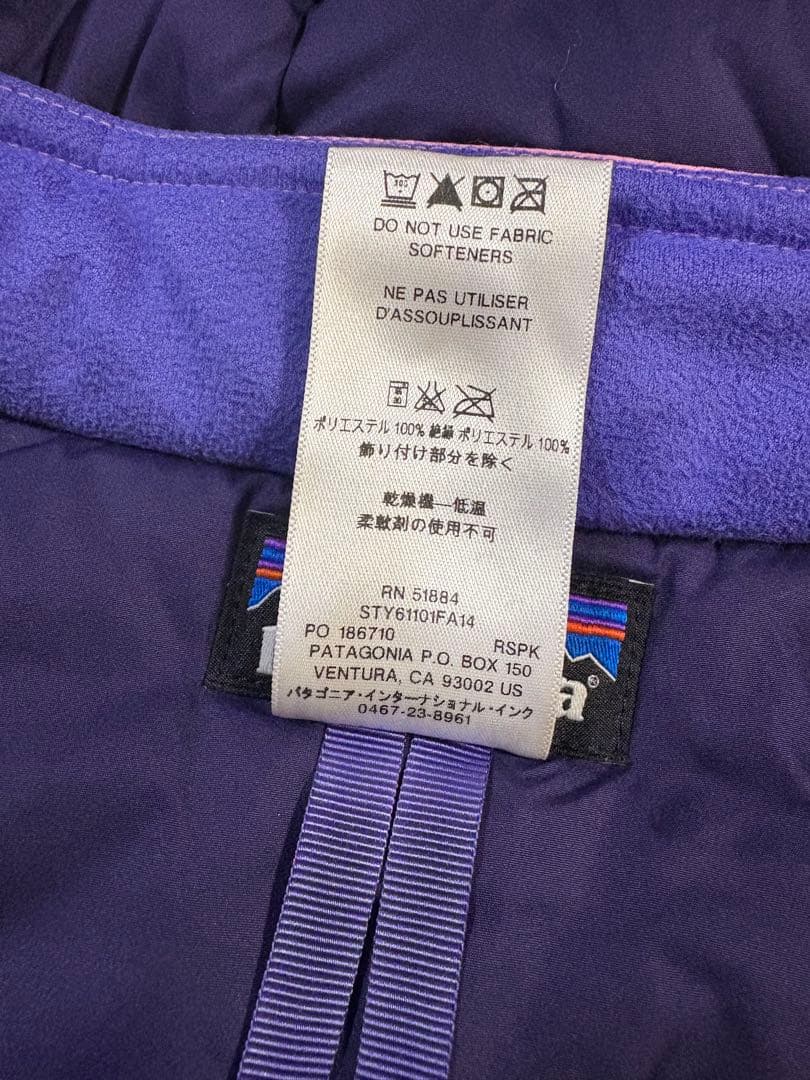 DO NOT USE FABRIC
SOFTENERS
NE PAS UTILISER
D'ASSOUPLISSANT
ポリエステル 100% 絶縁 ポリエステル 100%
飾り付け部分を除く
乾燥機—低温
柔軟剤の使用不可
RN 51884
STY61101FA14
PO 186710 RSPK
PATAGONIA P.O. BOX 150
VENTURA, CA 93002 US
パタゴニア・インターナショナル・インク
0467-23-8961